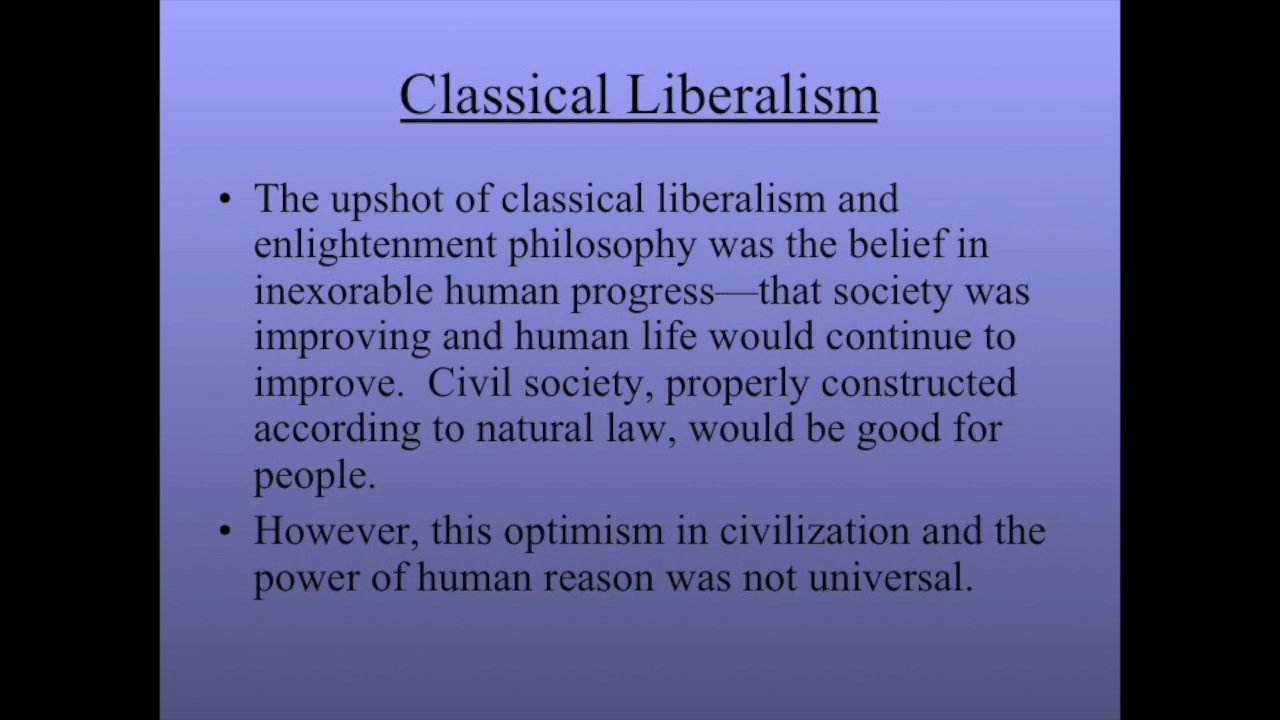 Classical Liberalism
• The upshot of classical liberalism and
enlightenment philosophy was the belief in
inexorable human progress—that society was
improving and human life would continue to
improve.  Civil society, properly constructed
according to natural law, would be good for
people.
• However, this optimism in civilization and the
power of human reason was not universal.